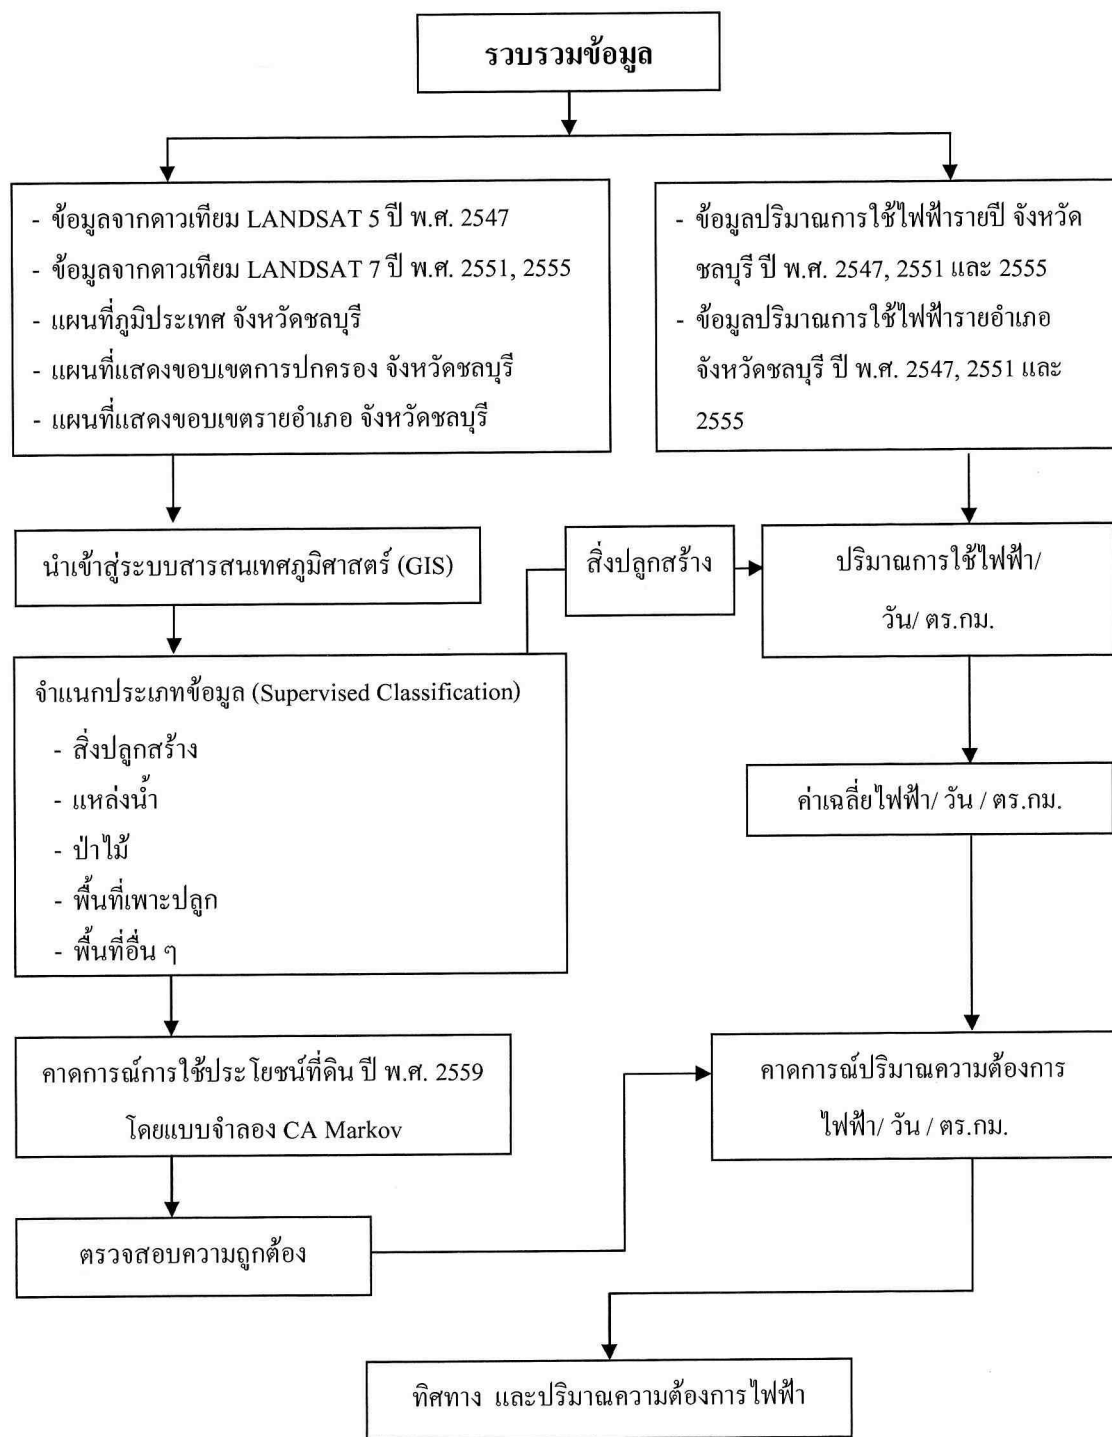 รวบรวมข้อมูล
- ข้อมูลจากดาวเทียม LANDSAT 5 ปี พ.ศ. 2547
- ข้อมูลจากดาวเทียม LANDSAT 7 ปี พ.ศ. 2551, 2555
- แผนที่ภูมิประเทศ จังหวัดชลบุรี
- แผนที่แสดงขอบเขตการปกครอง จังหวัดชลบุรี
- แผนที่แสดงขอบเขตรายอำเภอ จังหวัดชลบุรี
- ข้อมูลปริมาณการใช้ไฟฟ้ารายปี จังหวัด
ชลบุรี ปี พ.ศ. 2547, 2551 และ 2555
- ข้อมูลปริมาณการใช้ไฟฟ้ารายอำเภอ
จังหวัดชลบุรี ปี พ.ศ. 2547, 2551 และ
2555
นำเข้าสู่ระบบสารสนเทศภูมิศาสตร์ (GIS)
สิ่งปลูกสร้าง
ปริมาณการใช้ไฟฟ้า/
วัน/ ตร.กม.
จำแนกประเภทข้อมูล (Supervised Classification)
- สิ่งปลูกสร้าง
- แหล่งน้ำ
- ป่าไม้
- พื้นที่เพาะปลูก
- พื้นที่อื่น ๆ
ค่าเฉลี่ยไฟฟ้า/ วัน / ตร.กม.
คาดการณ์การใช้ประโยชน์ที่ดิน ปี พ.ศ. 2559
โดยแบบจำลอง CA Markov
คาดการณ์ปริมาณความต้องการ
ไฟฟ้า/ วัน / ตร.กม.
ตรวจสอบความถูกต้อง
ทิศทาง และปริมาณความต้องการไฟฟ้า